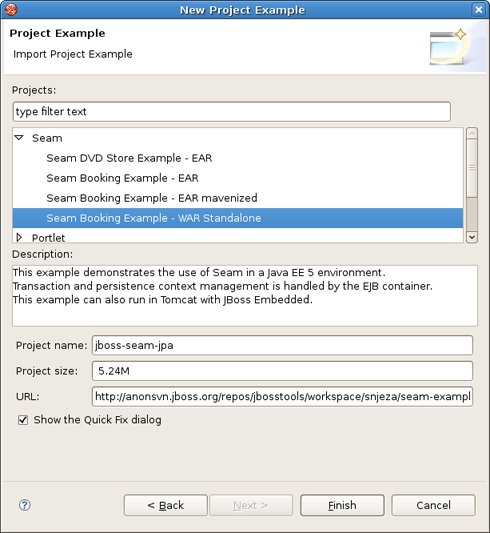 New Project Example
Project Example
Import Project Example
Projects:
type filter text
Seam
Seam DVD Store Example - EAR
Seam Booking Example - EAR
Seam Booking Example - EAR mavenized
Seam Booking Example - WAR Standalone
Portlet
Description:
This example demonstrates the use of Seam in a Java EE 5 environment.
Transaction and persistence context management is handled by the EJB container.
This example can also run in Tomcat with JBoss Embedded.
Project name: jboss-seam-jpa
Project size: 5.24M
URL: http://anonsvn.jboss.org/repos/jbosstools/workspace/snjeza/seam-exampl
Show the Quick Fix dialog
? < Back Next > Finish Cancel